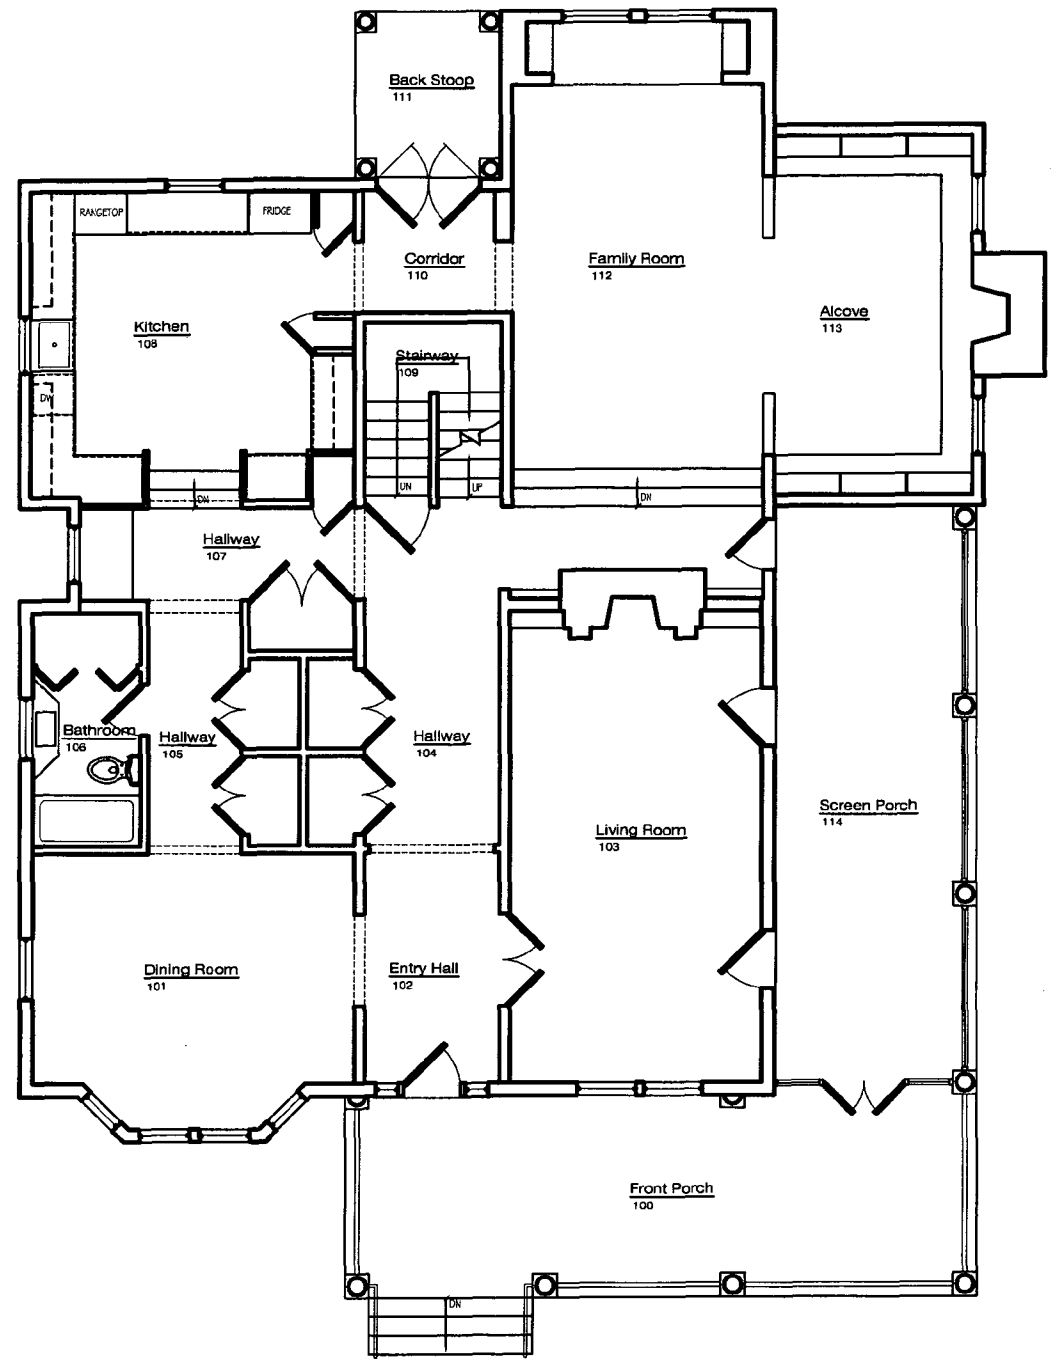 Back Stoop
111
RANGETOP
FRIDGE
Corridor
110
Family Room
112
Alcove
113
Kitchen
108
Stairway
109
DW
UN
UP
DN
DN
Hallway
107
Bathroom
106
Hallway
105
Hallway
104
Living Room
103
Screen Porch
114
Dining Room
101
Entry Hall
102
Front Porch
100
DN